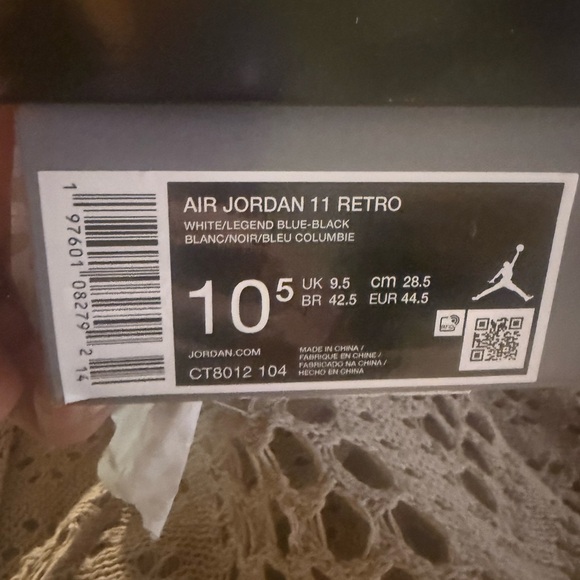 AIR JORDAN 11 RETRO
WHITE/LEGEND BLUE-BLACK
BLANC/NOIR/BLEU COLUMBIE
10⁵
UK 9.5 cm 28.5
BR 42.5 EUR 44.5
JORDAN.COM
CT8012 104
MADE IN CHINA /
FABRIQUE EN CHINE /
FABRICADO NA CHINA /
HECHO EN CHINA
1 97601 08279 2 14